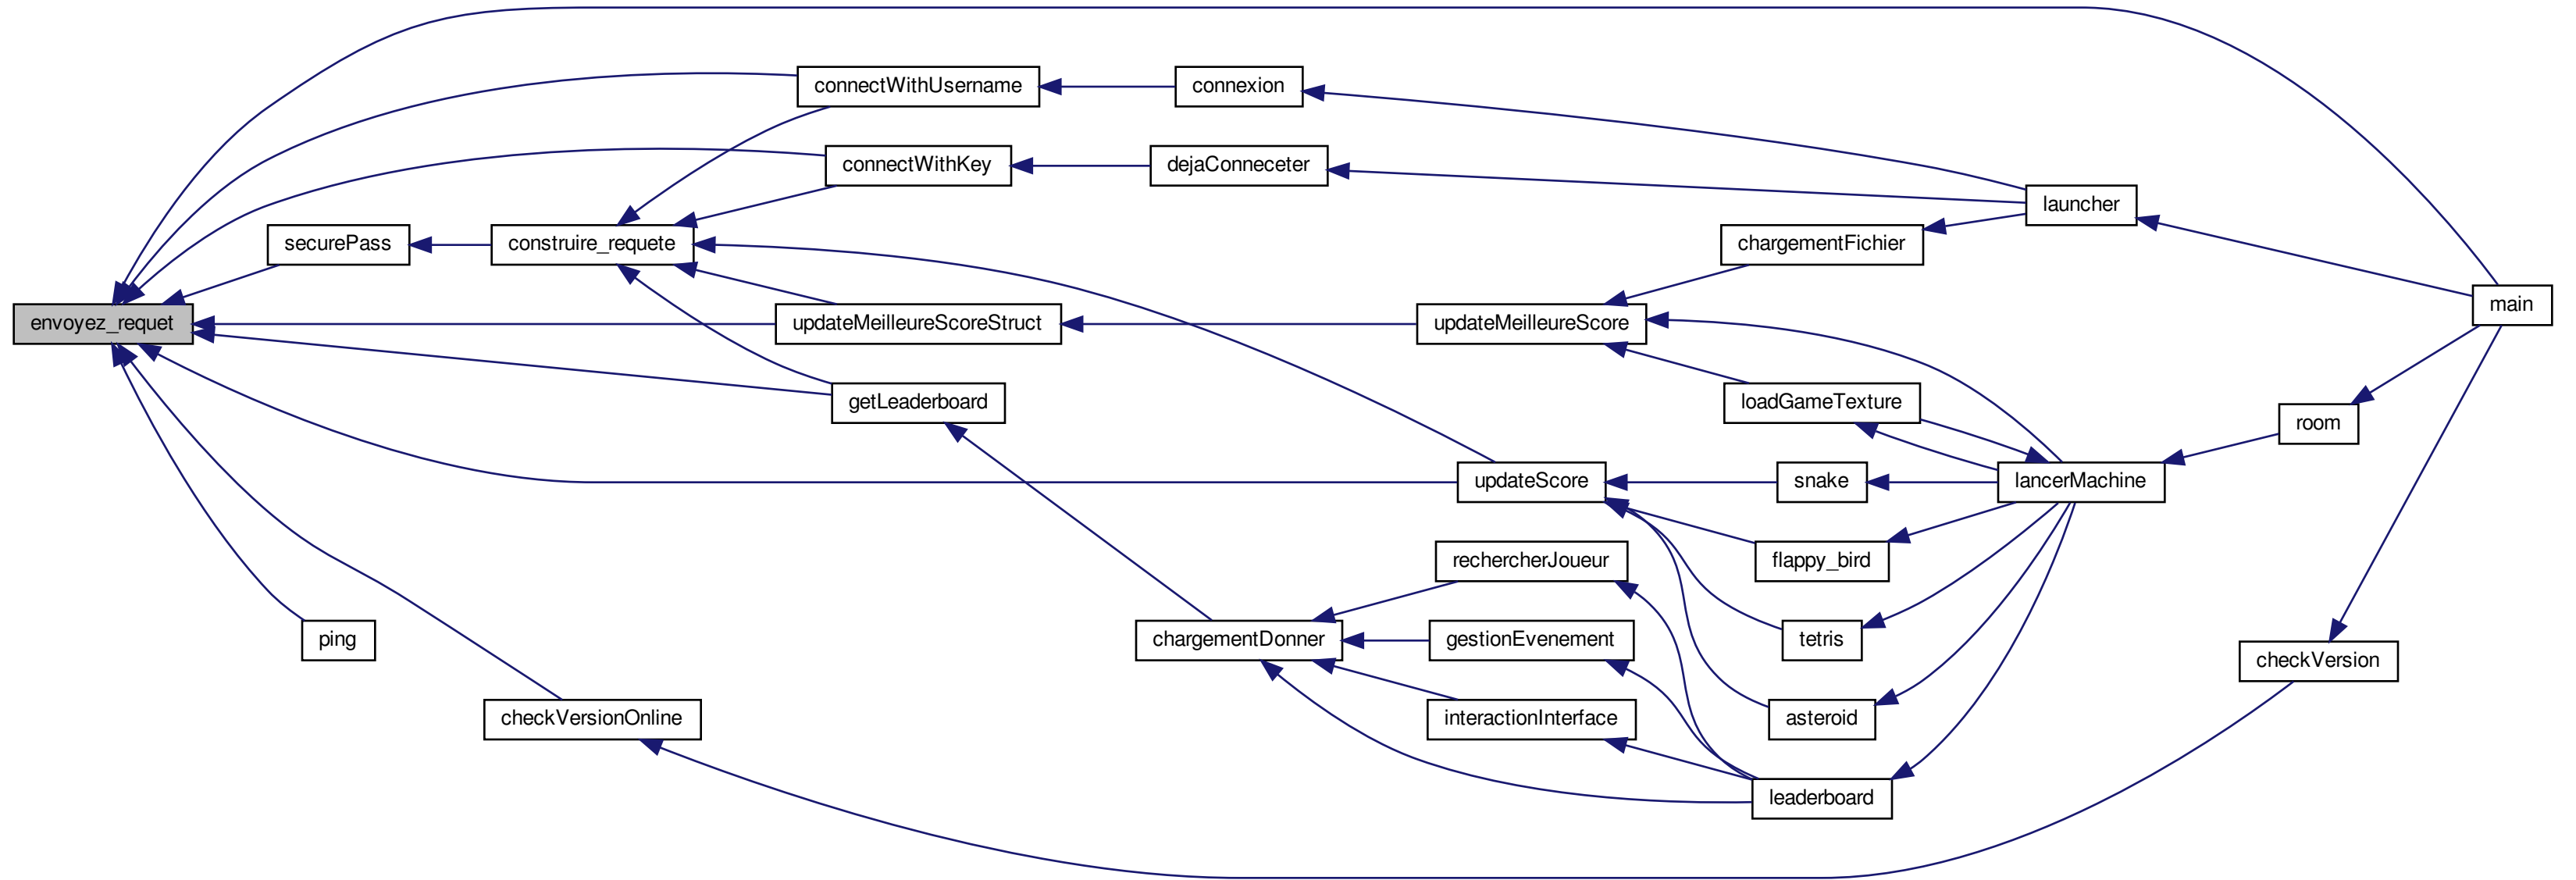 connectWithUsername
connexion
connectWithKey
dejaConneceter
launcher
securePass
construire_requete
chargementFichier
envoyez_requet
updateMeilleureScoreStruct
updateMeilleureScore
main
getLeaderboard
loadGameTexture
room
updateScore
snake
lancerMachine
rechercherJoueur
flappy_bird
ping
chargementDonner
gestionEvenement
tetris
checkVersion
checkVersionOnline
interactionInterface
asteroid
leaderboard